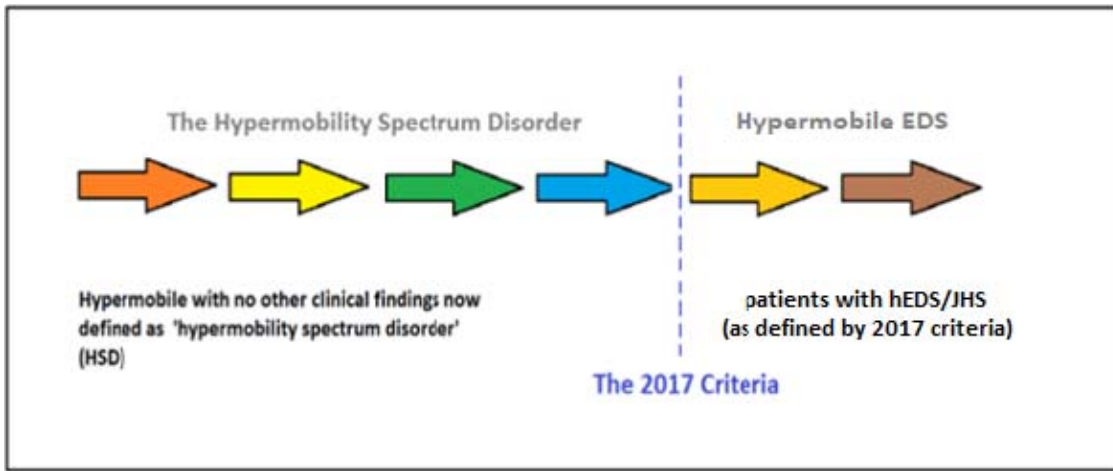 The Hypermobility Spectrum Disorder
Hypermobile EDS
Hypermobile with no other clinical findings now
defined as 'hypermobility spectrum disorder'
(HSD)
patients with hEDS/JHS
(as defined by 2017 criteria)
The 2017 Criteria